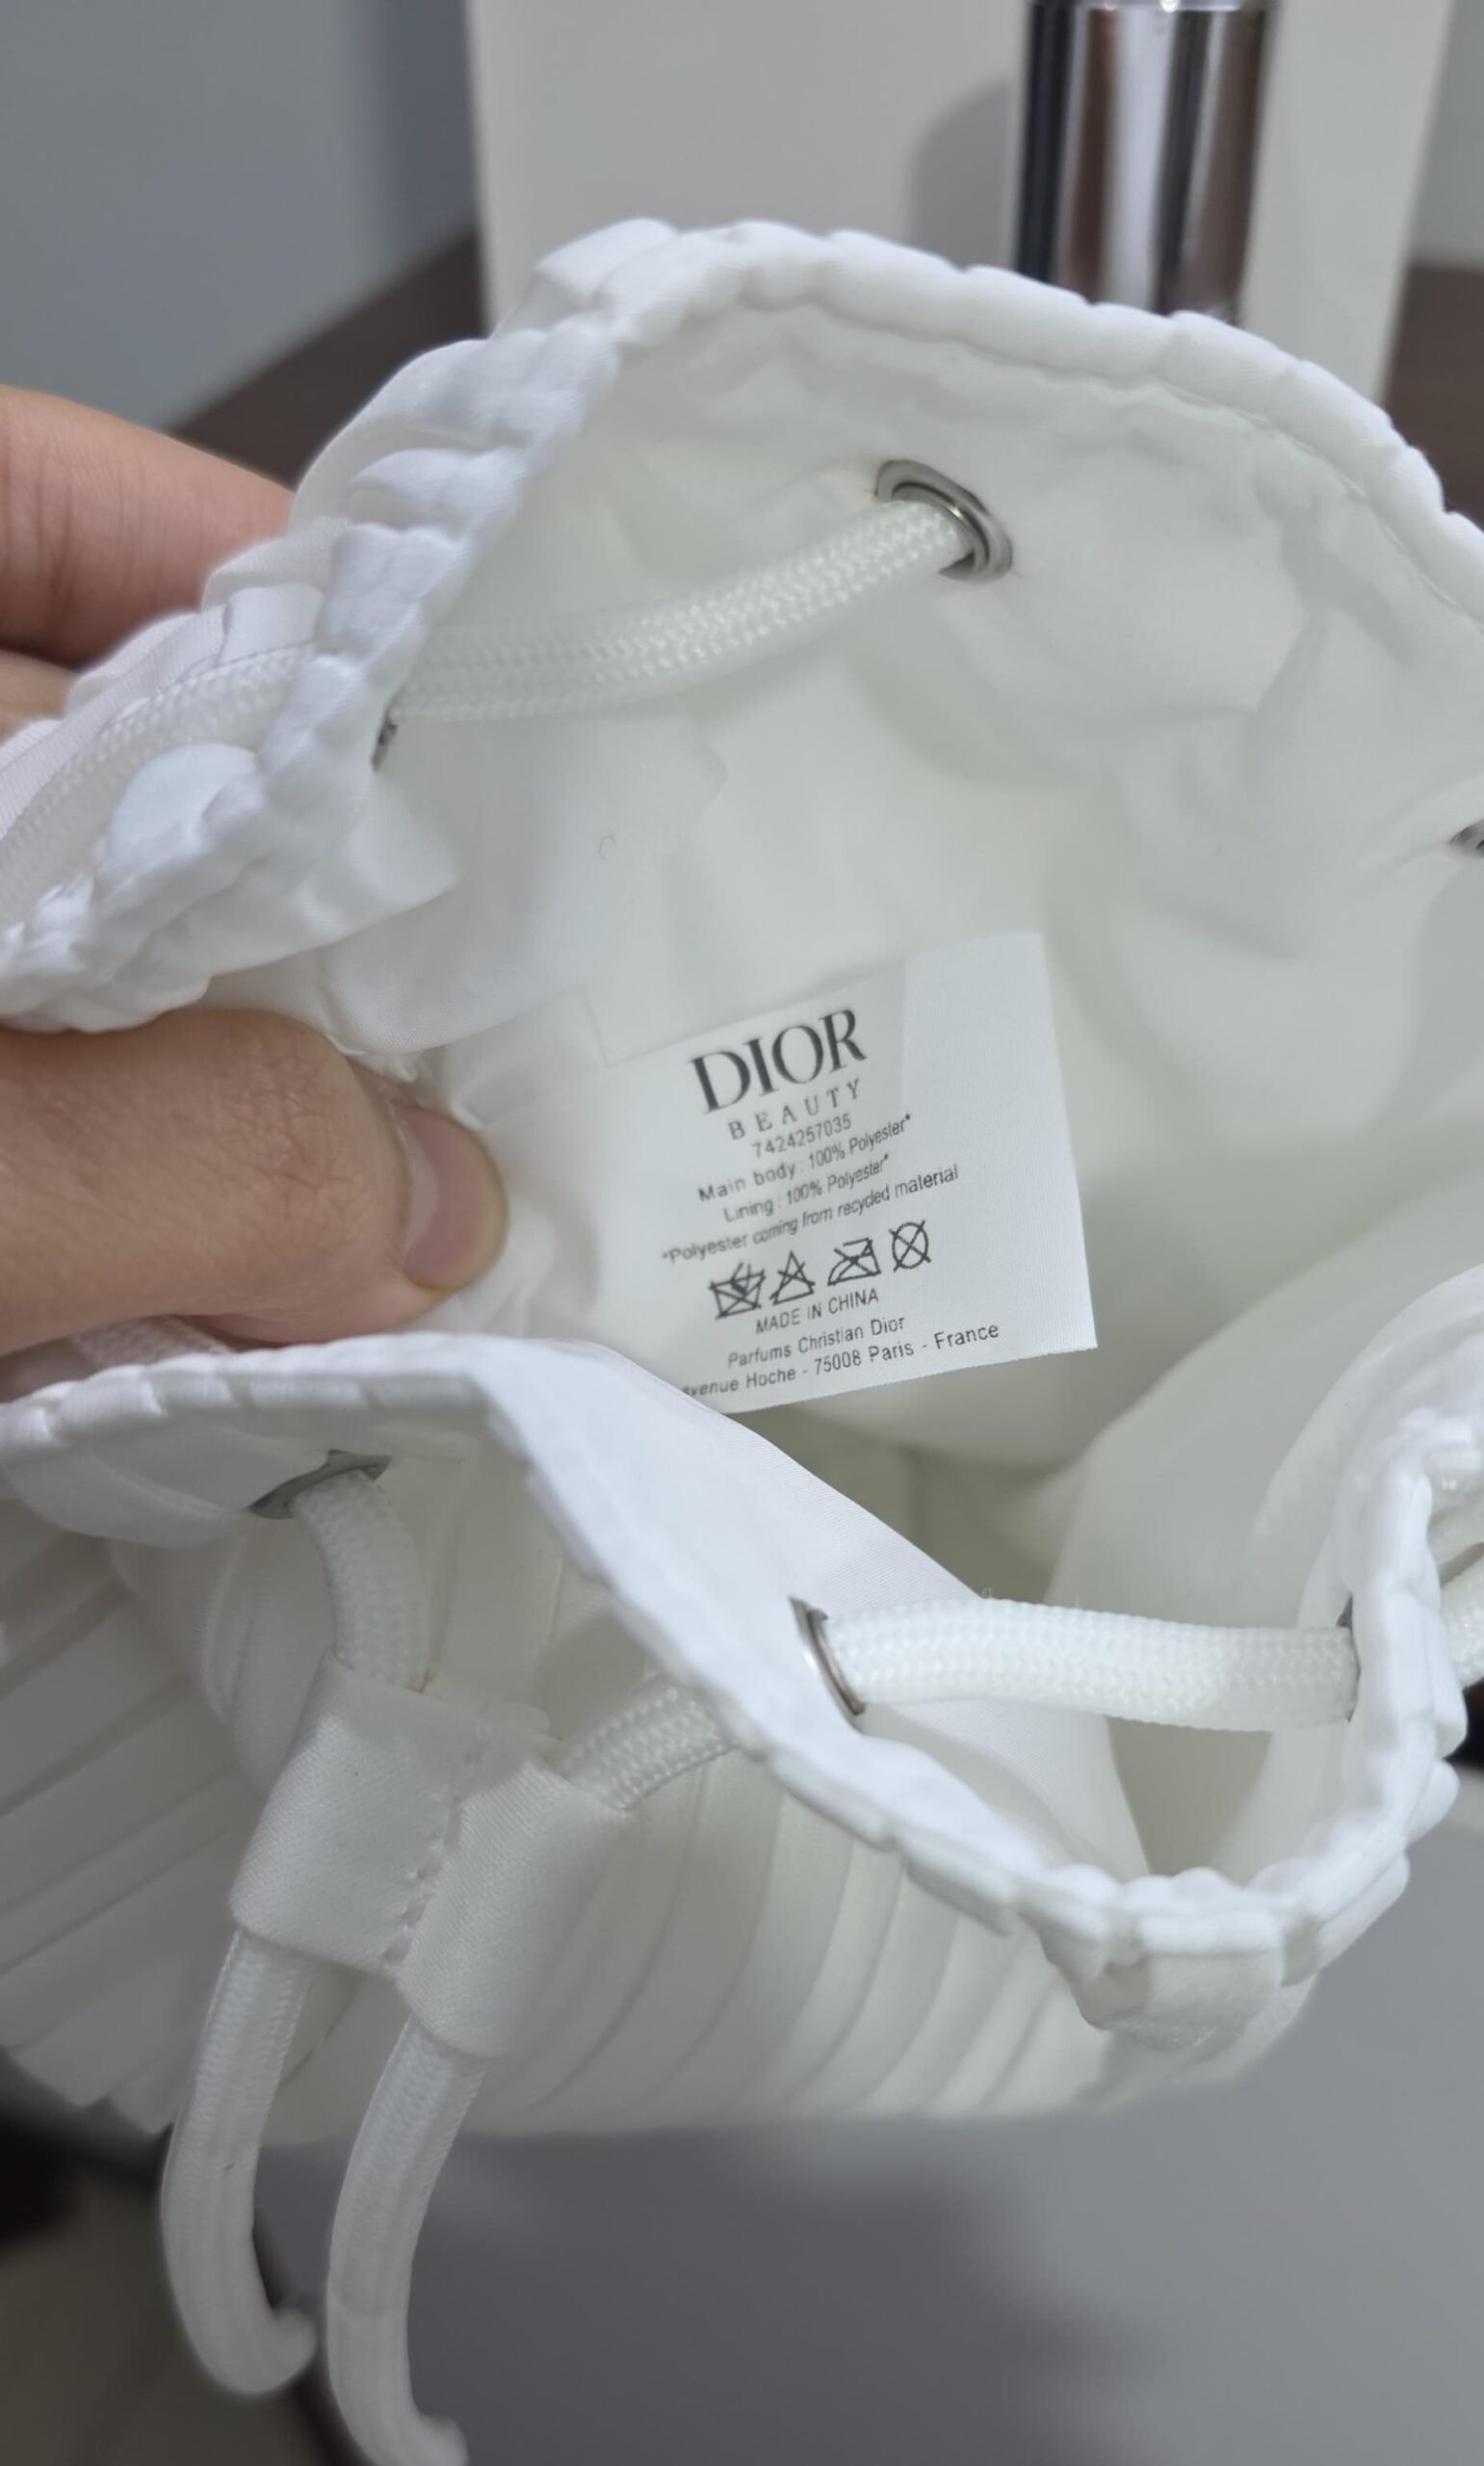 DIOR
BEAUTY
7424257035
Main body : 100% Polyester*
Lining : 100% Polyester*
*Polyester coming from recycled material
MADE IN CHINA
Parfums Christian Dior
Hoche - 75008 Paris - France